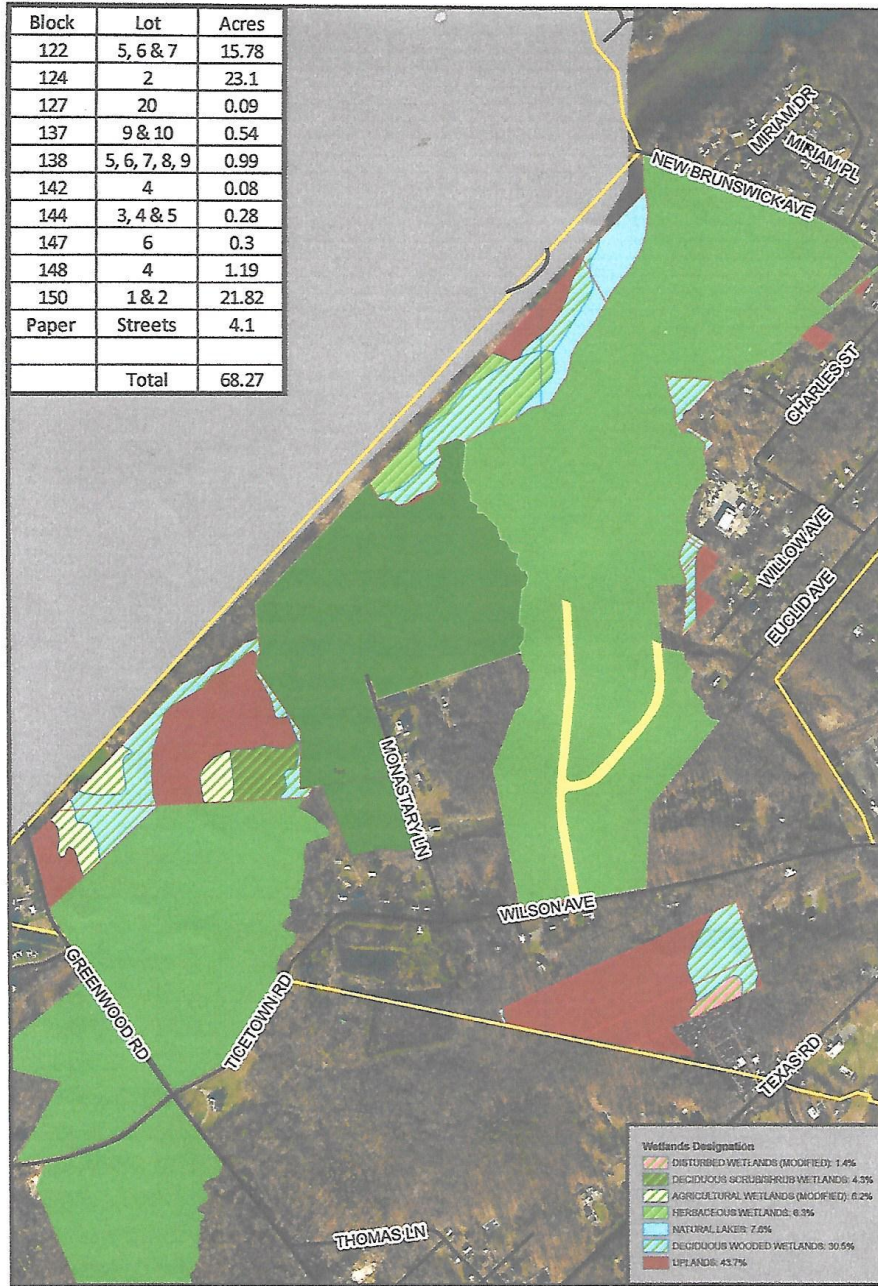 Block Lot Acres
122 5, 6 & 7 15.78
124 2 23.1
127 20 0.09
137 9 & 10 0.54
138 5, 6, 7, 8, 9 0.99
142 4 0.08
144 3, 4 & 5 0.28
147 6 0.3
148 4 1.19
150 1 & 2 21.82
Paper Streets 4.1
Total 68.27
MIRIAM DR
MIRIAM PL
NEW BRUNSWICK AVE
CHARLES ST
WILLOW AVE
EUCLID AVE
MONASTARY LN
WILSON AVE
GREENWOOD RD
TICETOWN RD
TEXAS RD
THOMAS LN
Wetlands Designation
DISTURBED WETLANDS (MODIFIED): 1.4%
DECIDUOUS SCRUB/SHRUB WETLANDS: 4.3%
AGRICULTURAL WETLANDS (MODIFIED): 6.2%
HERBACEOUS WETLANDS: 6.3%
NATURAL LAKES: 7.6%
DECIDUOUS WOODED WETLANDS: 30.5%
UPLANDS: 43.7%